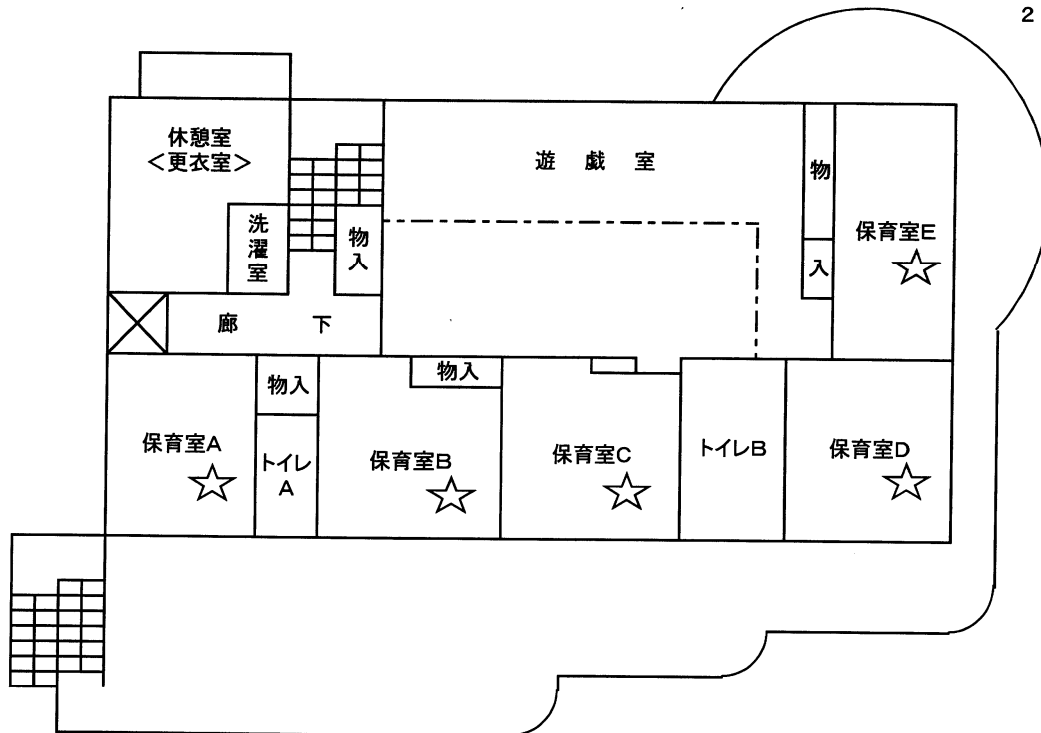 2
休憩室
<更衣室>
遊戯室
物入
保育室E
洗濯室
物入
廊下
物入
物入
保育室A
トイレ
A
保育室B
保育室C
トイレB
保育室D